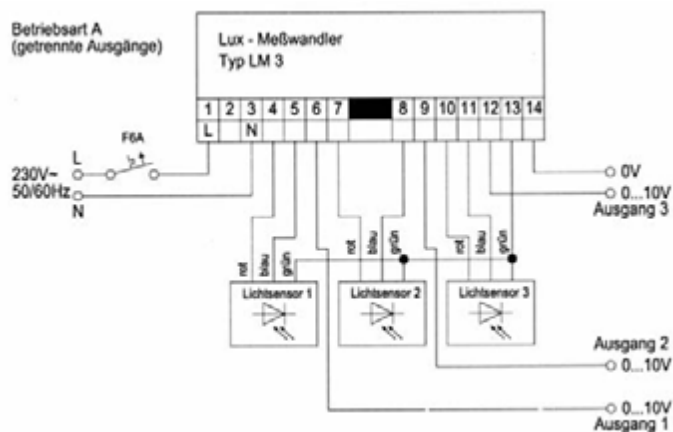 Betriebsart A
(getrennte Ausgänge)
Lux - Meßwandler
Typ LM 3
1 2 3 4 5 6 7 8 9 10 11 12 13 14
L N
F6A
L
230V~
50/60Hz
N
0V
0...10V
Ausgang 3
rot blau grün rot blau grün rot blau grün
Lichtsensor 1 Lichtsensor 2 Lichtsensor 3
Ausgang 2
0...10V
0...10V
Ausgang 1